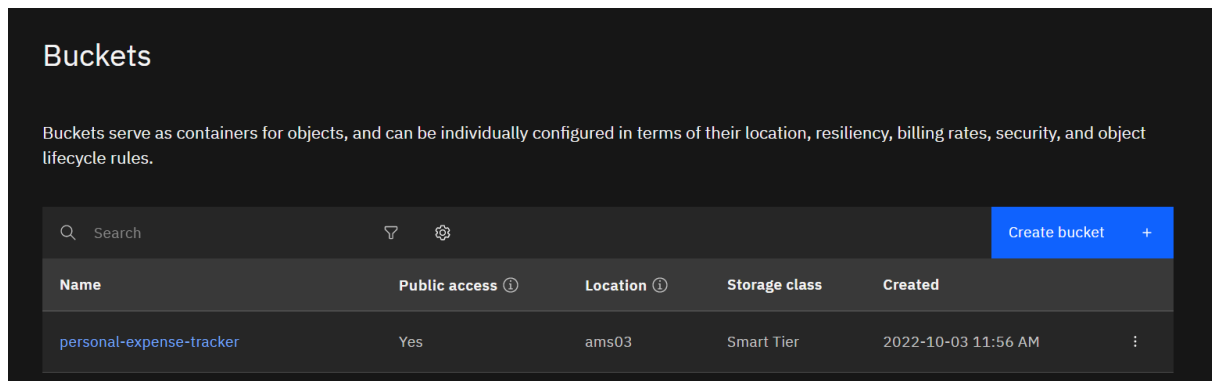 Buckets
Buckets serve as containers for objects, and can be individually configured in terms of their location, resiliency, billing rates, security, and object
lifecycle rules.
Search Create bucket +
Name Public access Location Storage class Created
personal-expense-tracker Yes ams03 Smart Tier 2022-10-03 11:56 AM